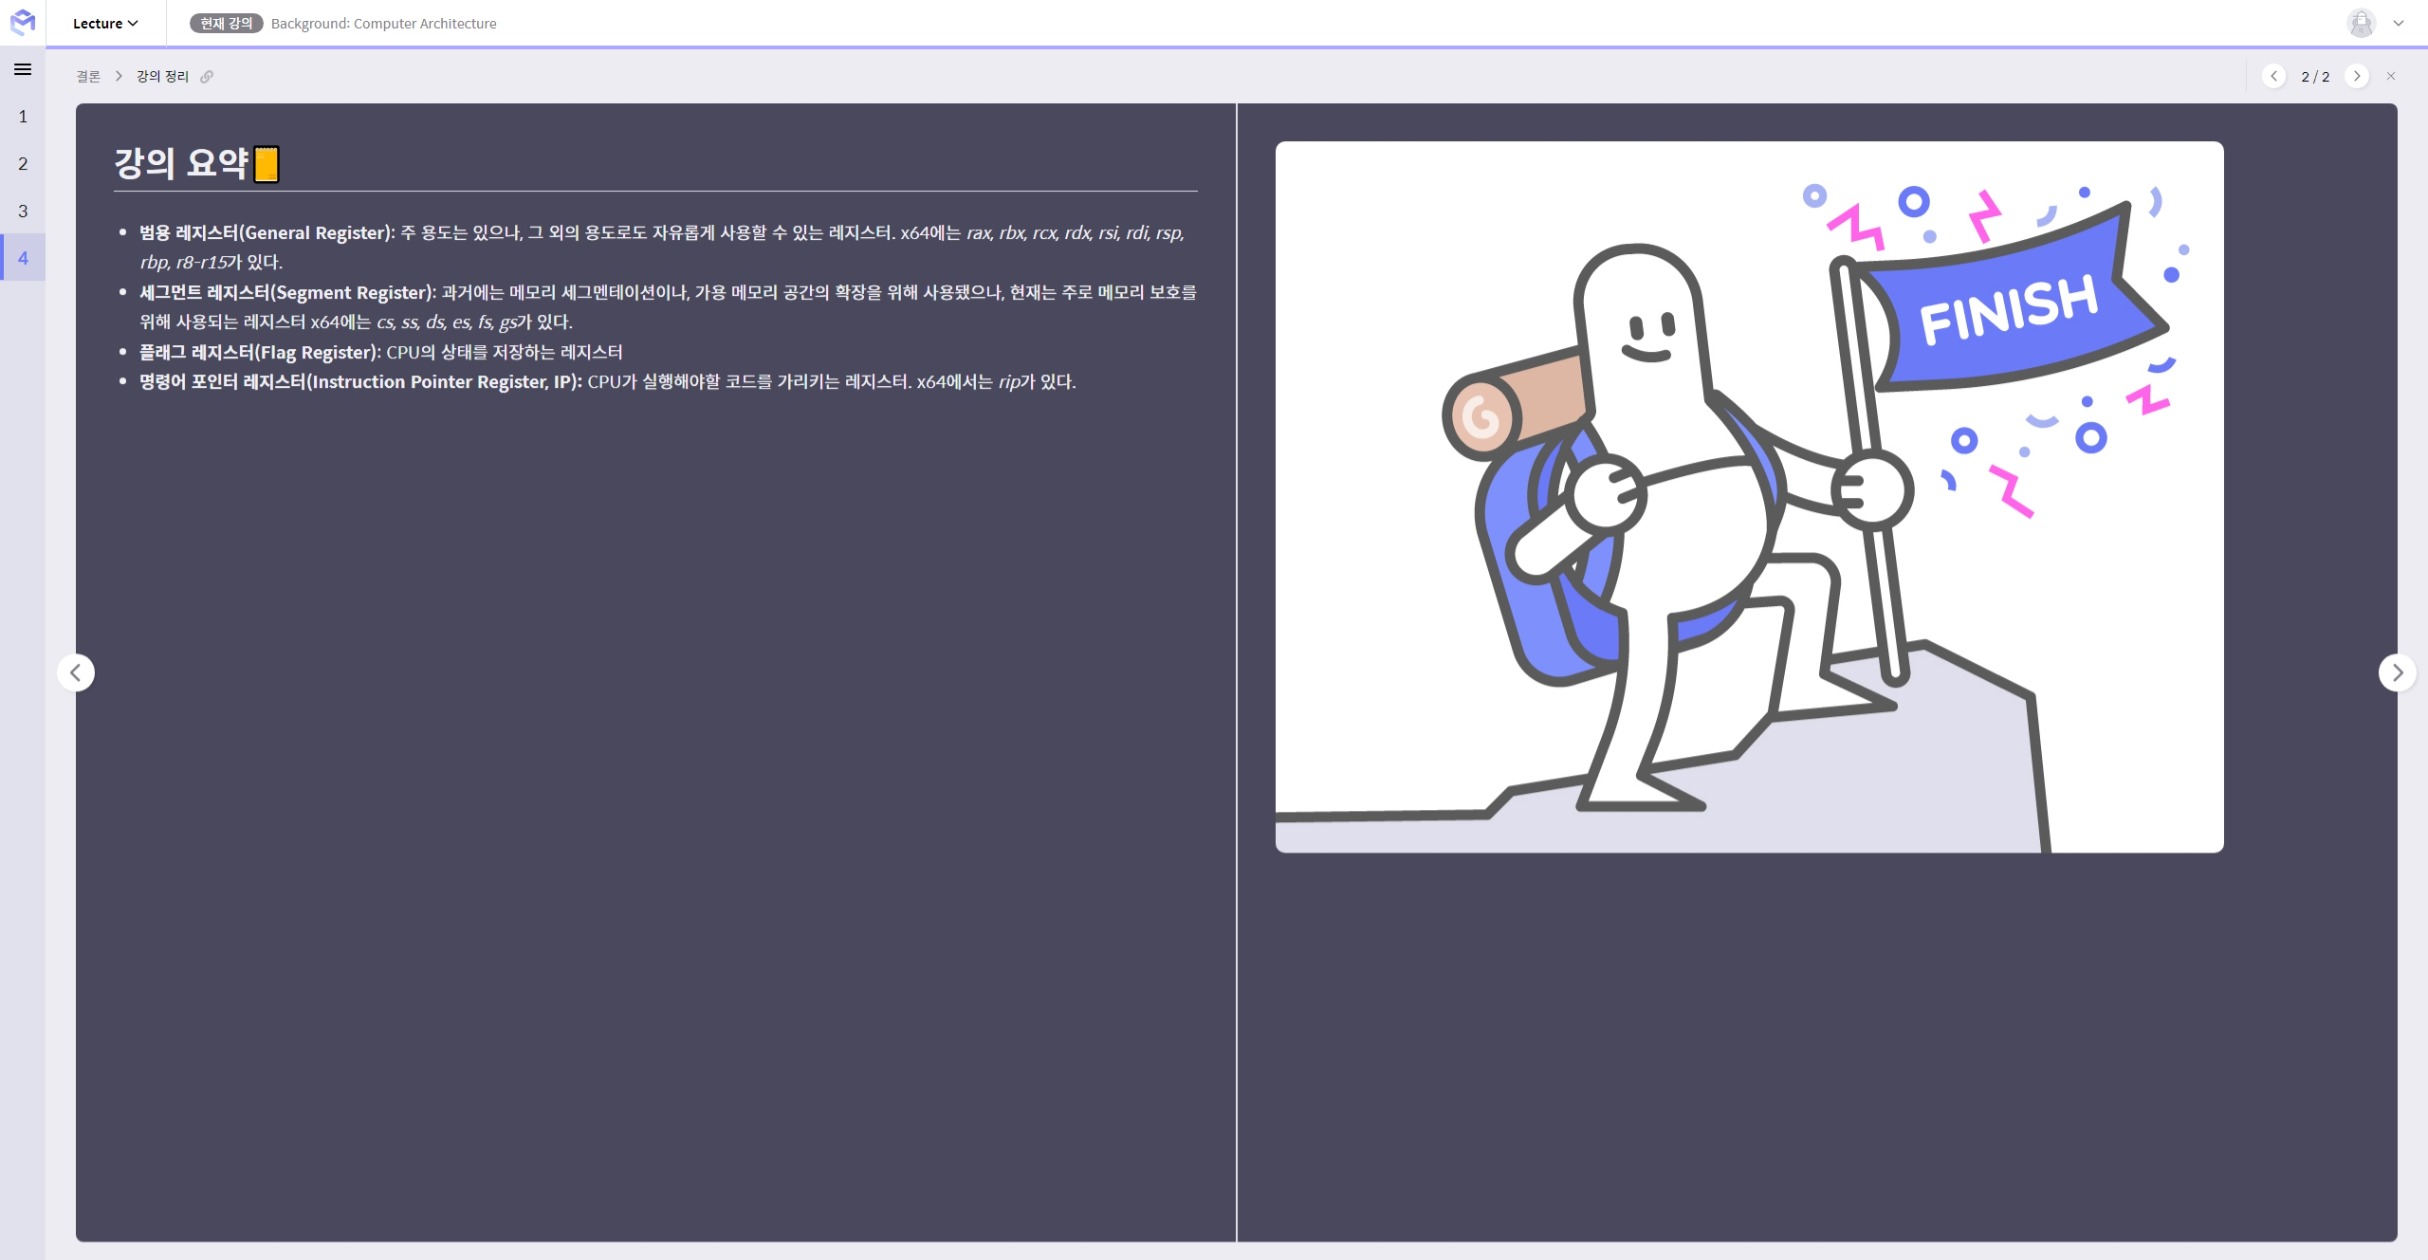 Lecture
현재 강의 Background: Computer Architecture
결론 > 강의 정리
2 / 2
1
2
3
4
강의 요약📒
• 범용 레지스터(General Register): 주 용도는 있으나, 그 외의 용도로도 자유롭게 사용할 수 있는 레지스터. x64에는 rax, rbx, rcx, rdx, rsi, rdi, rsp,
rbp, r8-r15가 있다.
• 세그먼트 레지스터(Segment Register): 과거에는 메모리 세그멘테이션이나, 가용 메모리 공간의 확장을 위해 사용됐으나, 현재는 주로 메모리 보호를
위해 사용되는 레지스터 x64에는 cs, ss, ds, es, fs, gs가 있다.
• 플래그 레지스터(Flag Register): CPU의 상태를 저장하는 레지스터
• 명령어 포인터 레지스터(Instruction Pointer Register, IP): CPU가 실행해야할 코드를 가리키는 레지스터. x64에서는 rip가 있다.
FINISH